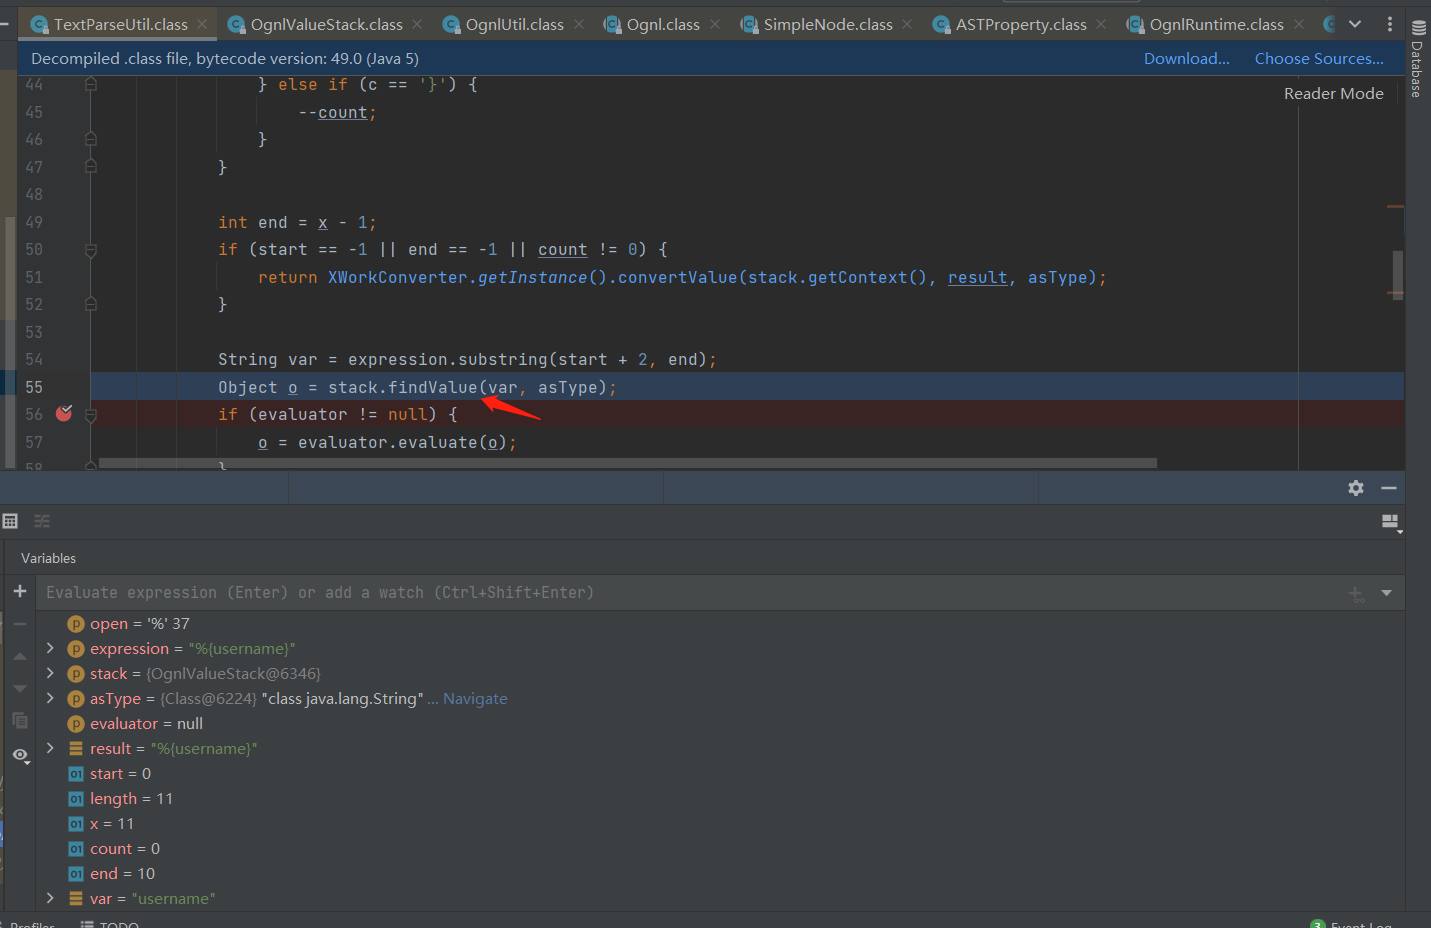 TextParseUtil.class OgnlValueStack.class OgnlUtil.class Ognl.class SimpleNode.class ASTProperty.class OgnlRuntime.class
Decompiled .class file, bytecode version: 49.0 (Java 5) Download... Choose Sources...
Database
Reader Mode
44 } else if (c == '}') {
45 --count;
46 }
47 }
48
49 int end = x - 1;
50 if (start == -1 || end == -1 || count != 0) {
51 return XWorkConverter.getInstance().convertValue(stack.getContext(), result, asType);
52 }
53
54 String var = expression.substring(start + 2, end);
55 Object o = stack.findValue(var, asType);
56 if (evaluator != null) {
57 o = evaluator.evaluate(o);
58 }
Variables
Evaluate expression (Enter) or add a watch (Ctrl+Shift+Enter)
open = '%' 37
expression = "%{username}"
stack = {OgnlValueStack@6346}
asType = {Class@6224} "class java.lang.String" ... Navigate
evaluator = null
result = "%{username}"
start = 0
length = 11
x = 11
count = 0
end = 10
var = "username"
Profiler TODO 3 Event Log